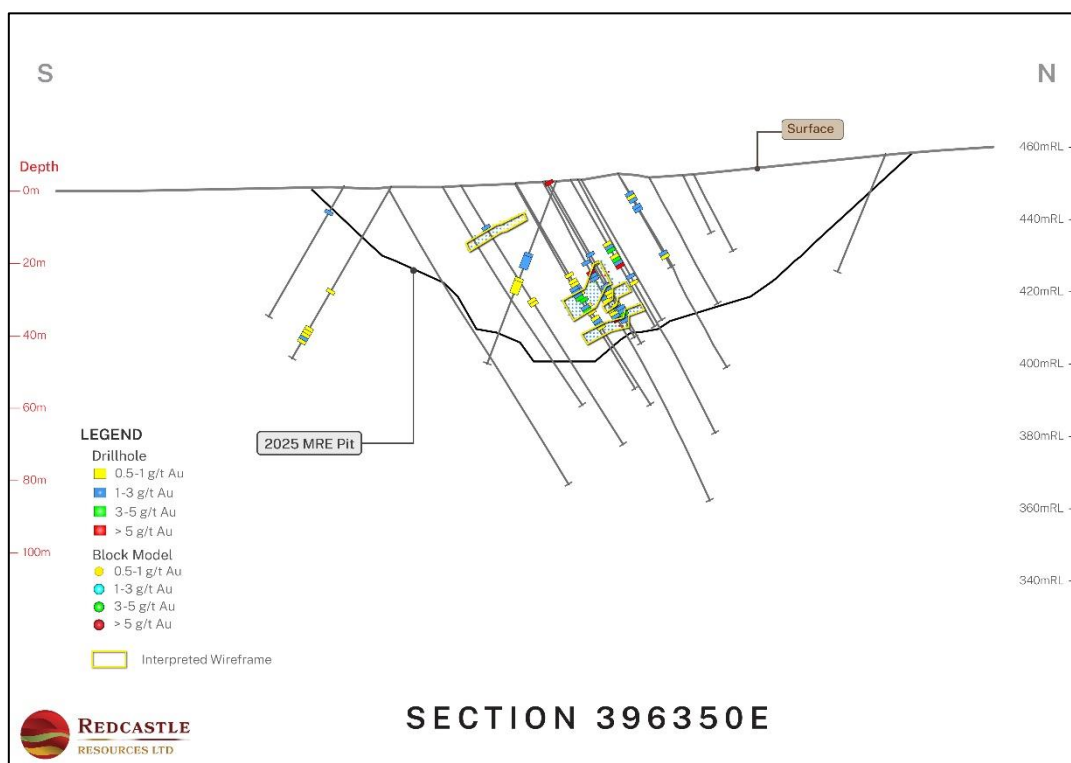 S
N
Surface
460mRL
Depth
0m
440mRL
20m
420mRL
40m
400mRL
2025 MRE Pit
60m
380mRL
80m
360mRL
100m
340mRL
LEGEND
Drillhole
0.5-1 g/t Au
1-3 g/t Au
3-5 g/t Au
> 5 g/t Au
Block Model
0.5-1 g/t Au
1-3 g/t Au
3-5 g/t Au
> 5 g/t Au
Interpreted Wireframe
REDCASTLE
RESOURCES LTD
SECTION 396350E